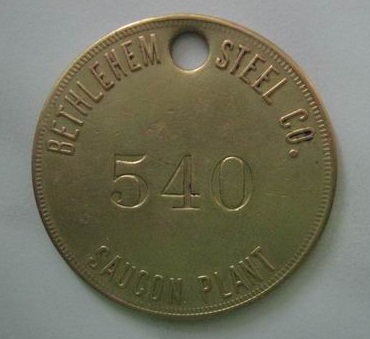 BETHLEHEM STEEL CO.
540
SAUCON PLANT